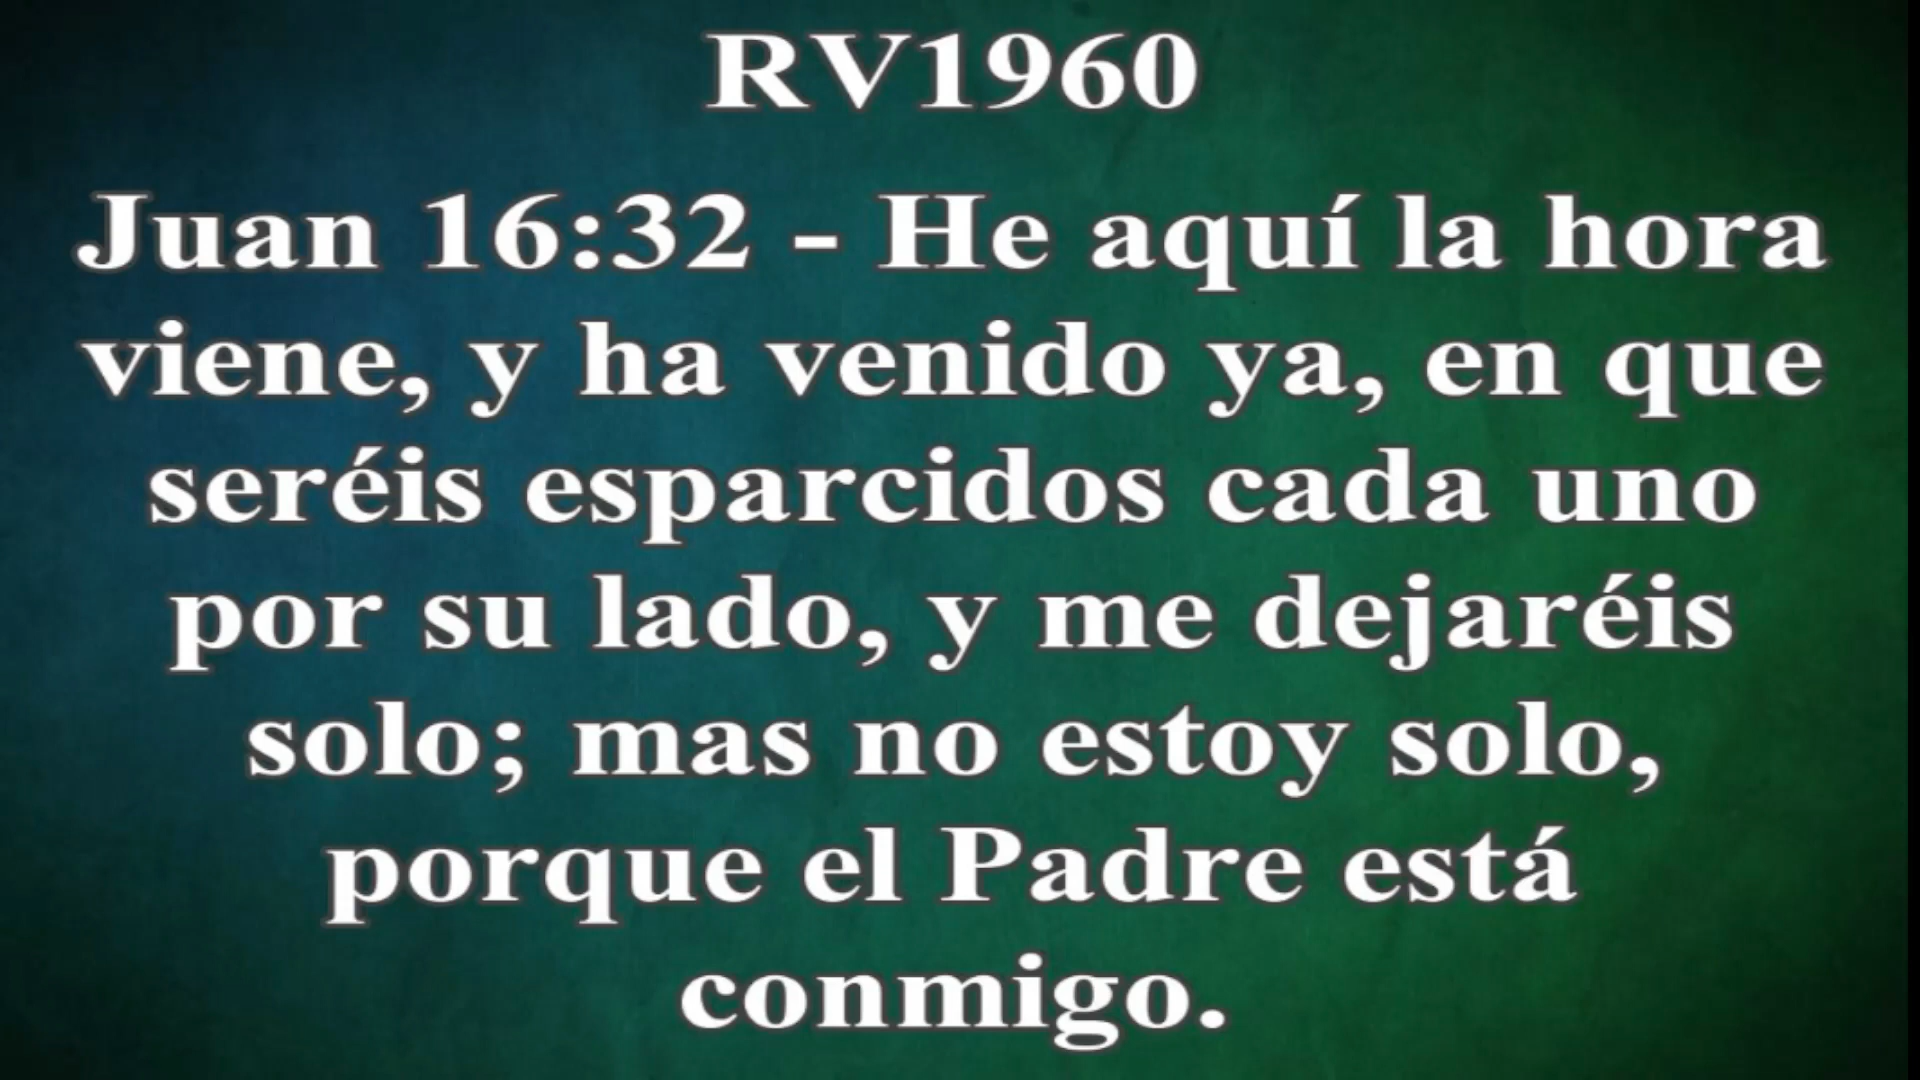 RV1960
Juan 16:32 - He aquí la hora
viene, y ha venido ya, en que
seréis esparcidos cada uno
por su lado, y me dejaréis
solo; mas no estoy solo,
porque el Padre está
conmigo.